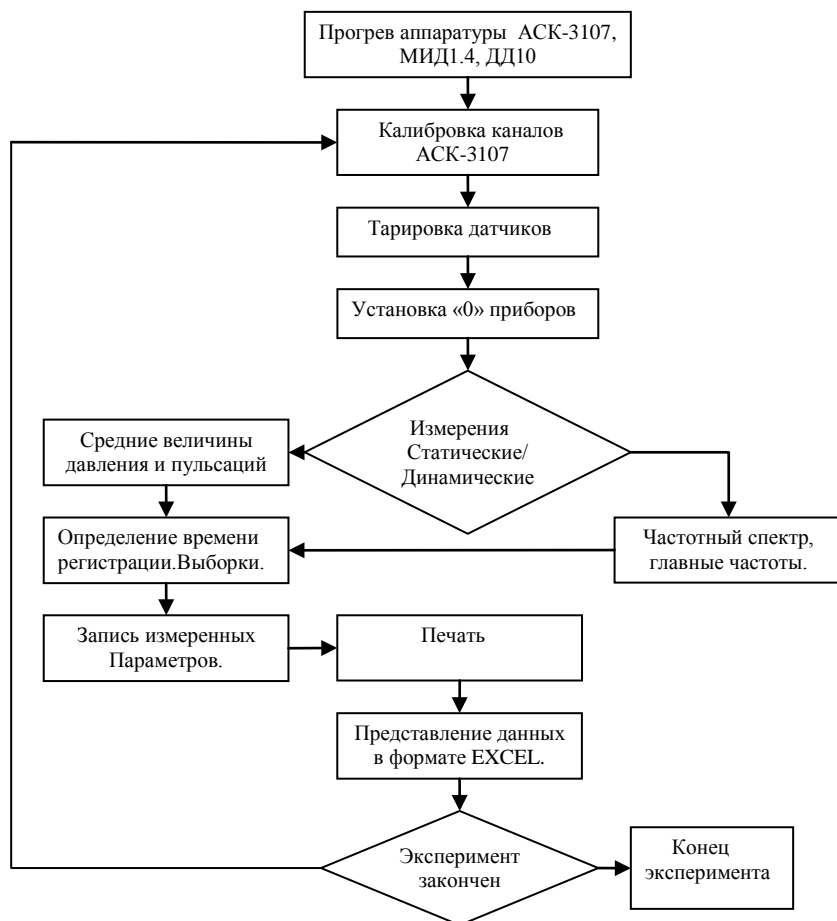 Прогрев аппаратуры АСК-3107,
МИД1.4, ДД10
Калибровка каналов
АСК-3107
Тарировка датчиков
Установка «0» приборов
Измерения
Статические/
Динамические
Средние величины
давления и пульсаций
Частотный спектр,
главные частоты.
Определение времени
регистрации.Выборки.
Запись измеренных
Параметров.
Печать
Представление данных
в формате EXCEL.
Эксперимент
закончен
Конец
эксперимента